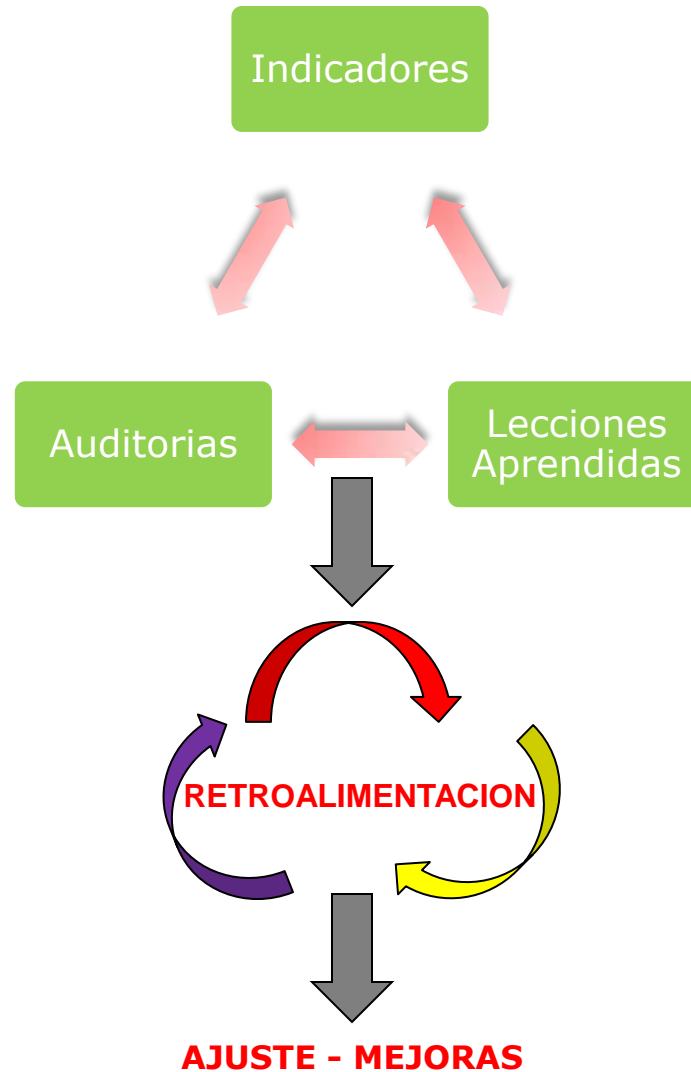 Indicadores
Auditorias
Lecciones
Aprendidas
RETROALIMENTACION
AJUSTE - MEJORAS